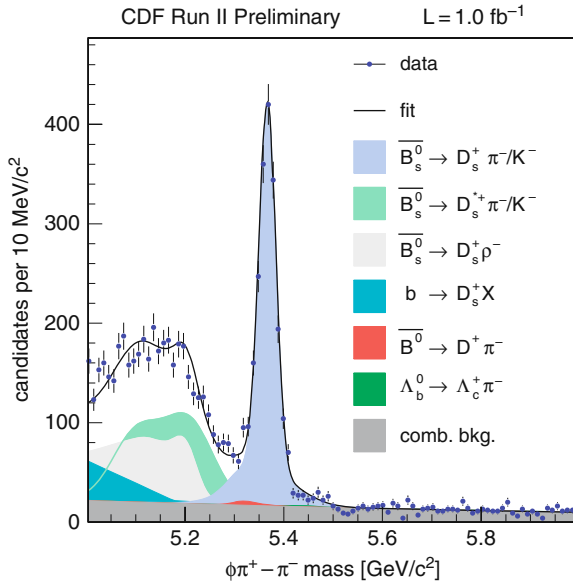 CDF Run II Preliminary L = 1.0 fb⁻¹
candidates per 10 MeV/c²
400
300
200
100
0
data
fit
B̅⁰ₛ → D⁺ₛ π⁻/K⁻
B̅⁰ₛ → D*⁺ₛ π⁻/K⁻
B̅⁰ₛ → D⁺ₛ ρ⁻
b → D⁺ₛ X
B̅⁰ → D⁺ π⁻
Λ⁰_b → Λ⁺_c π⁻
comb. bkg.
5.2 5.4 5.6 5.8
ϕπ⁺ – π⁻ mass [GeV/c²]